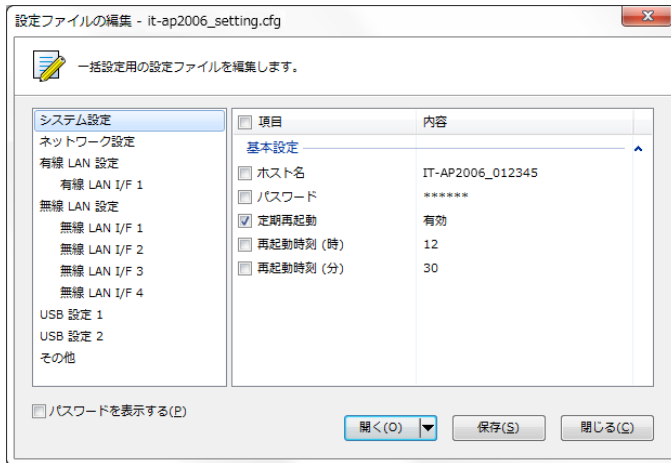 設定ファイルの編集 - it-ap2006_setting.cfg
一括設定用の設定ファイルを編集します。
システム設定
ネットワーク設定
有線 LAN 設定
有線 LAN I/F 1
無線 LAN 設定
無線 LAN I/F 1
無線 LAN I/F 2
無線 LAN I/F 3
無線 LAN I/F 4
USB 設定 1
USB 設定 2
その他
項目 内容
基本設定
ホスト名 IT-AP2006_012345
パスワード ******
定期再起動 有効
再起動時刻 (時) 12
再起動時刻 (分) 30
パスワードを表示する(P)
開く(O) 保存(S) 閉じる(C)